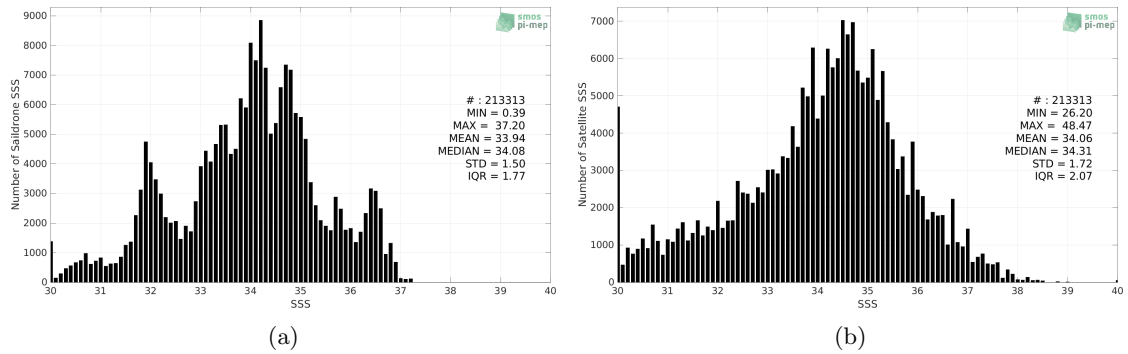 9000
8000
7000
6000
5000
4000
3000
2000
1000
0
Number of Saildrone SSS
30 31 32 33 34 35 36 37 38 39 40
SSS
smos
pi-mep
# : 213313
MIN = 0.39
MAX = 37.20
MEAN = 33.94
MEDIAN = 34.08
STD = 1.50
IQR = 1.77
(a)
7000
6000
5000
4000
3000
2000
1000
0
Number of Satellite SSS
30 31 32 33 34 35 36 37 38 39 40
SSS
smos
pi-mep
# : 213313
MIN = 26.20
MAX = 48.47
MEAN = 34.06
MEDIAN = 34.31
STD = 1.72
IQR = 2.07
(b)